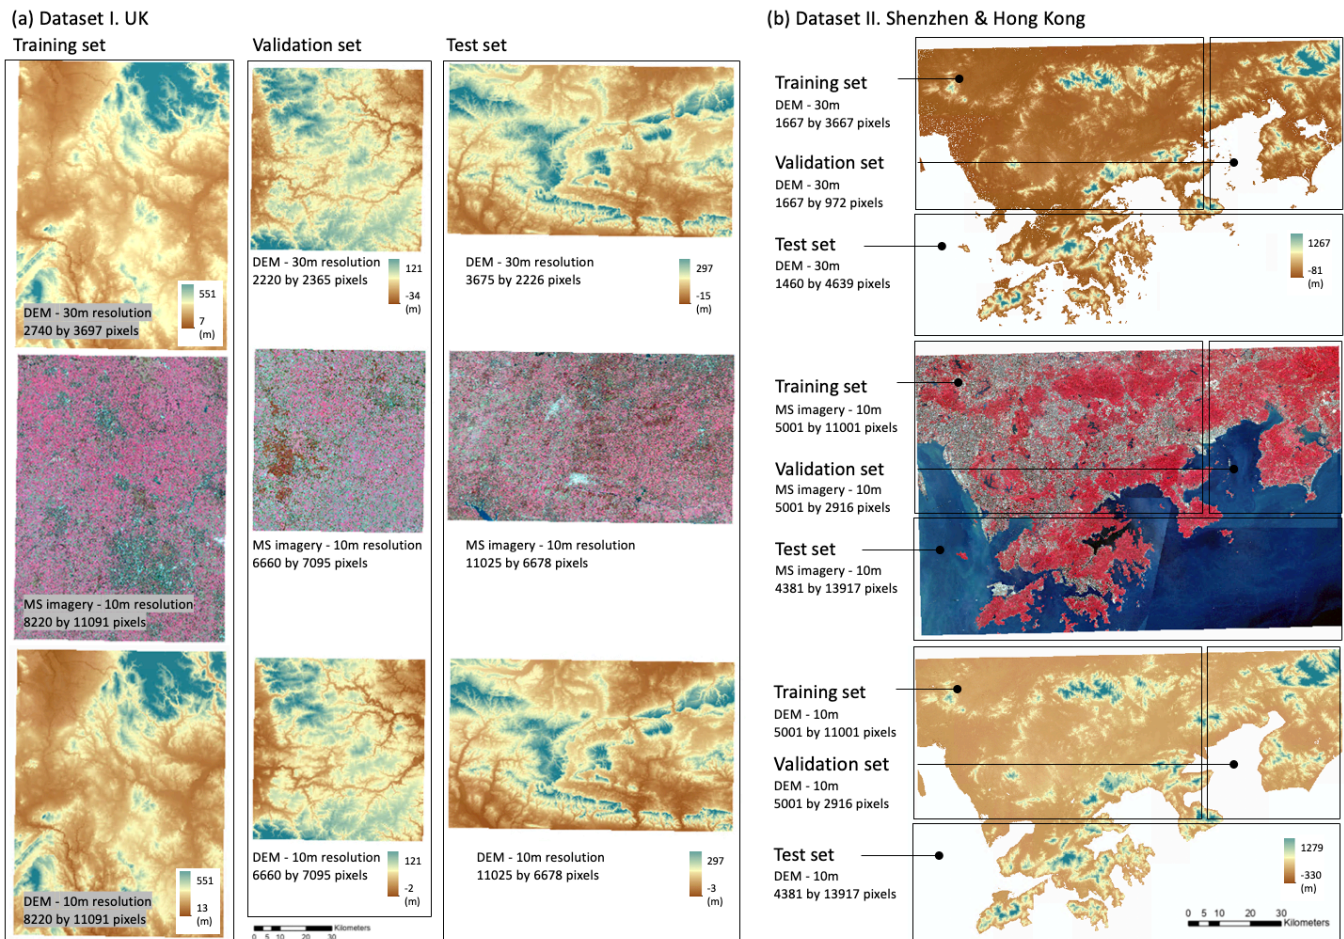 (a) Dataset I. UK
Training set
Validation set
Test set
551
7
(m)
DEM - 30m resolution
2740 by 3697 pixels
DEM - 30m resolution
2220 by 2365 pixels
121
-34
(m)
DEM - 30m resolution
3675 by 2226 pixels
297
-15
(m)
MS imagery - 10m resolution
8220 by 11091 pixels
MS imagery - 10m resolution
6660 by 7095 pixels
MS imagery - 10m resolution
11025 by 6678 pixels
551
13
(m)
DEM - 10m resolution
8220 by 11091 pixels
DEM - 10m resolution
6660 by 7095 pixels
121
-2
(m)
DEM - 10m resolution
11025 by 6678 pixels
297
-3
(m)
0 5 10 20 30 Kilometers
(b) Dataset II. Shenzhen & Hong Kong
Training set
DEM - 30m
1667 by 3667 pixels
Validation set
DEM - 30m
1667 by 972 pixels
Test set
DEM - 30m
1460 by 4639 pixels
1267
-81
(m)
Training set
MS imagery - 10m
5001 by 11001 pixels
Validation set
MS imagery - 10m
5001 by 2916 pixels
Test set
MS imagery - 10m
4381 by 13917 pixels
Training set
DEM - 10m
5001 by 11001 pixels
Validation set
DEM - 10m
5001 by 2916 pixels
Test set
DEM - 10m
4381 by 13917 pixels
1279
-330
(m)
0 5 10 20 30 Kilometers